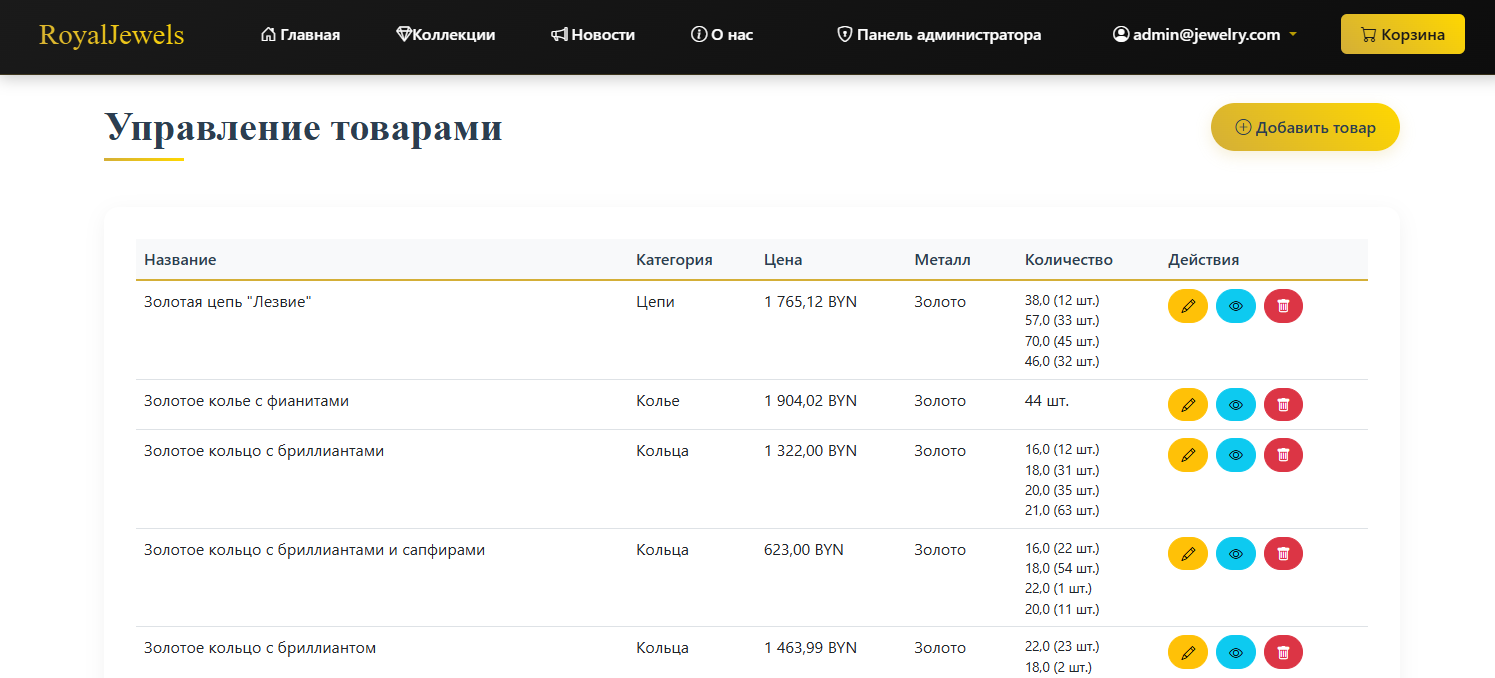 RoyalJewels Главная Коллекции Новости О нас Панель администратора admin@jewelry.com Корзина
Управление товарами
Добавить товар
Название Категория Цена Металл Количество Действия
Золотая цепь "Лезвие" Цепи 1 765,12 BYN Золото 38,0 (12 шт.)
57,0 (33 шт.)
70,0 (45 шт.)
46,0 (32 шт.)
Золотое колье с фианитами Колье 1 904,02 BYN Золото 44 шт.
Золотое кольцо с бриллиантами Кольца 1 322,00 BYN Золото 16,0 (12 шт.)
18,0 (31 шт.)
20,0 (35 шт.)
21,0 (63 шт.)
Золотое кольцо с бриллиантами и сапфирами Кольца 623,00 BYN Золото 16,0 (22 шт.)
18,0 (54 шт.)
22,0 (1 шт.)
20,0 (11 шт.)
Золотое кольцо с бриллиантом Кольца 1 463,99 BYN Золото 22,0 (23 шт.)
18,0 (2 шт.)